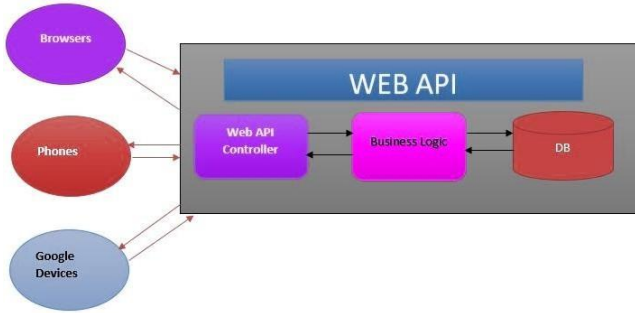 Browsers
WEB API
Web API
Controller
Business Logic
DB
Phones
Google
Devices